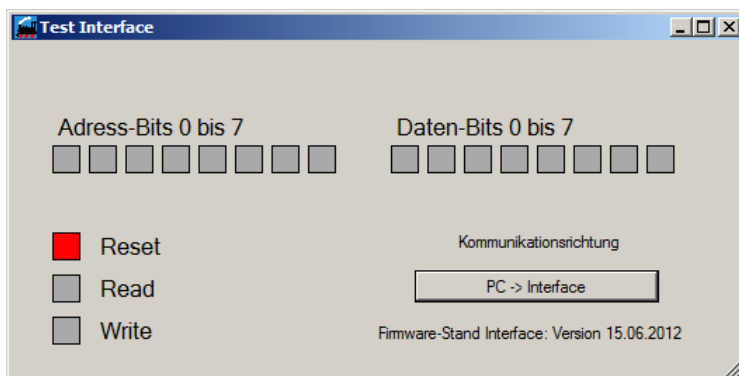 Test Interface
Adress-Bits 0 bis 7
Daten-Bits 0 bis 7
Reset
Read
Write
Kommunikationsrichtung
PC -> Interface
Firmware-Stand Interface: Version 15.06.2012